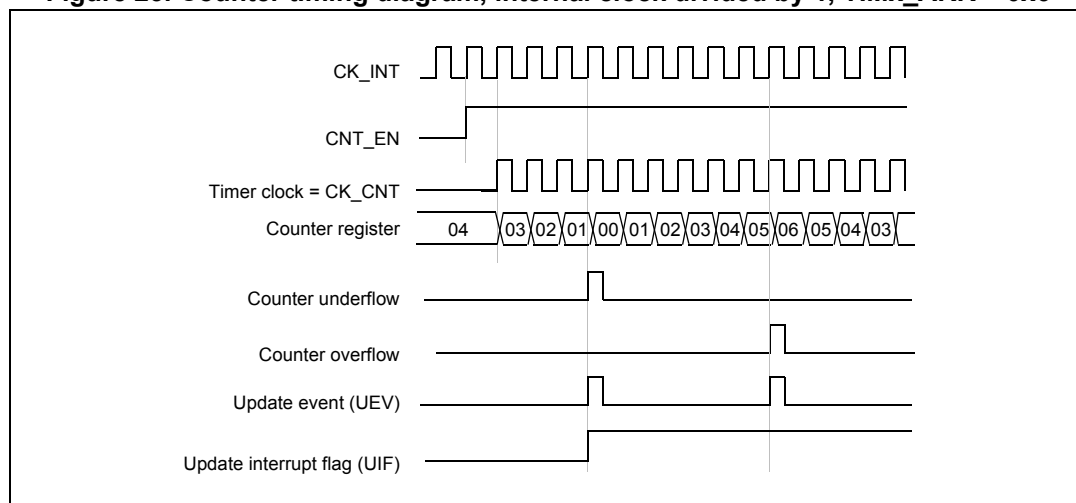 CK_INT
CNT_EN
Timer clock = CK_CNT
Counter register 04 03 02 01 00 01 02 03 04 05 06 05 04 03
Counter underflow
Counter overflow
Update event (UEV)
Update interrupt flag (UIF)